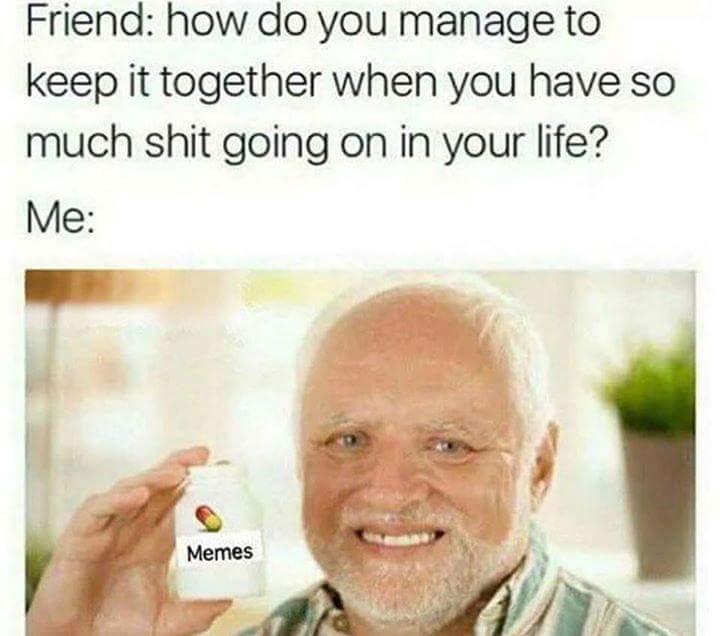 Friend: how do you manage to
keep it together when you have so
much shit going on in your life?
Me:
Memes